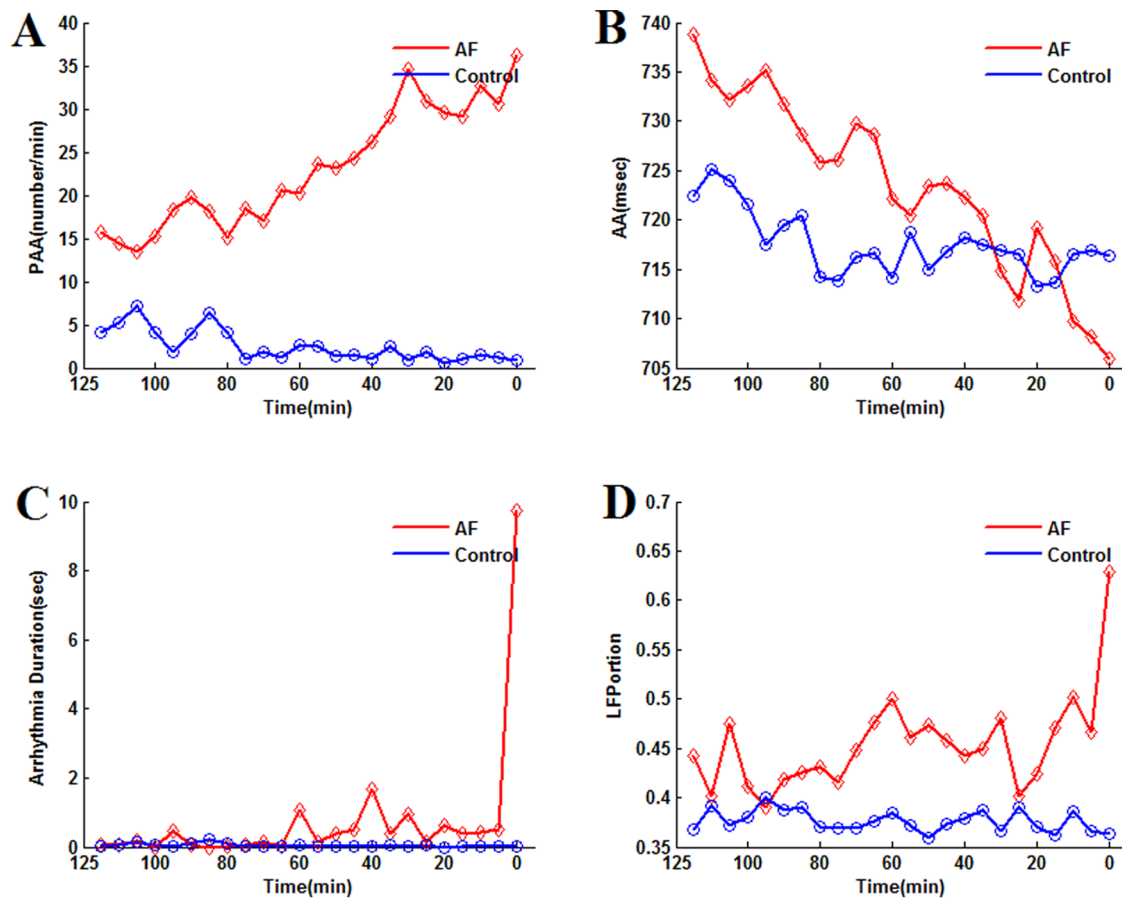 A
PAA(number/min)
40
35
30
25
20
15
10
5
0
125
100
80
60
40
20
0
Time(min)
AF
Control
B
AA(msec)
740
735
730
725
720
715
710
705
125
100
80
60
40
20
0
Time(min)
AF
Control
C
Arrhythmia Duration(sec)
10
8
6
4
2
0
125
100
80
60
40
20
0
Time(min)
AF
Control
D
LFPortion
0.7
0.65
0.6
0.55
0.5
0.45
0.4
0.35
125
100
80
60
40
20
0
Time(min)
AF
Control